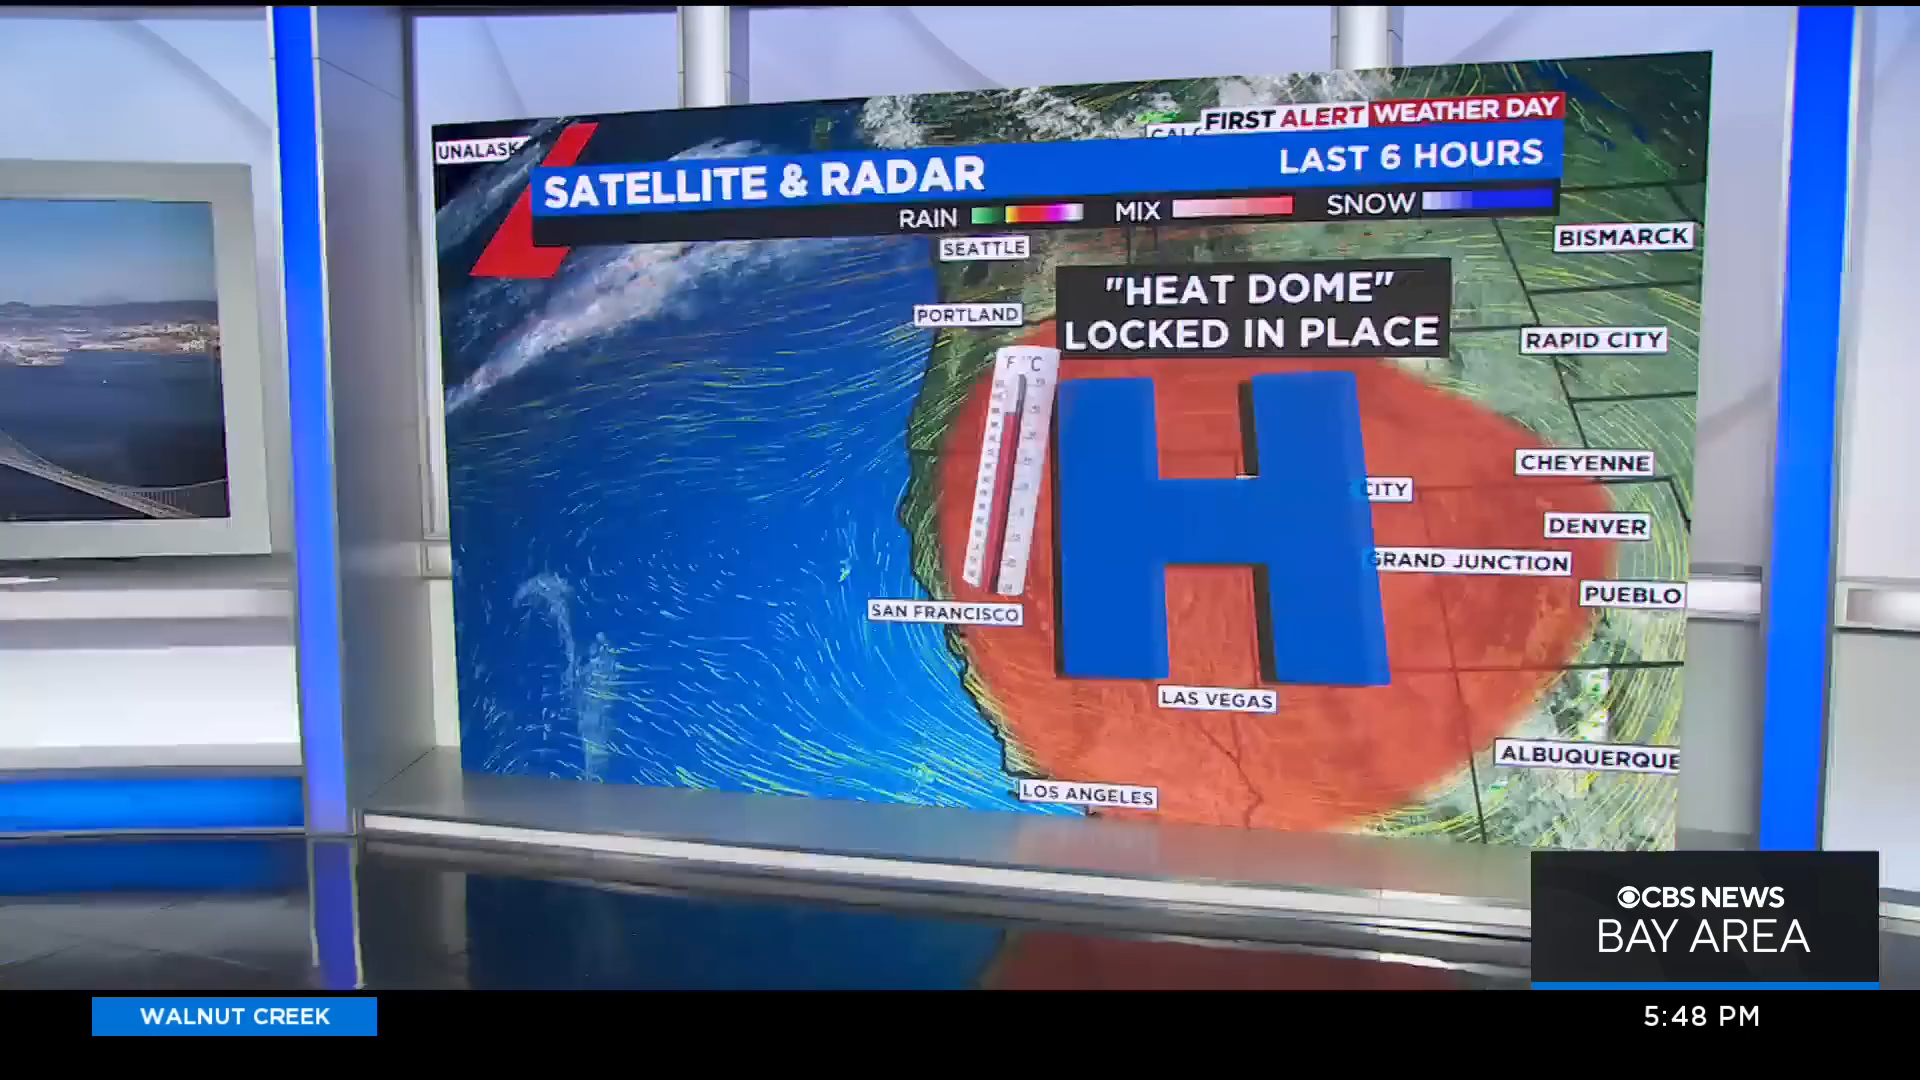 FIRST ALERT WEATHER DAY
UNALASK
SATELLITE & RADAR
LAST 6 HOURS
RAIN
MIX
SNOW
SEATTLE
BISMARCK
"HEAT DOME"
LOCKED IN PLACE
PORTLAND
RAPID CITY
°F °C
H
CHEYENNE
CITY
DENVER
GRAND JUNCTION
PUEBLO
SAN FRANCISCO
LAS VEGAS
ALBUQUERQUE
LOS ANGELES
CBS NEWS
BAY AREA
WALNUT CREEK
5:48 PM